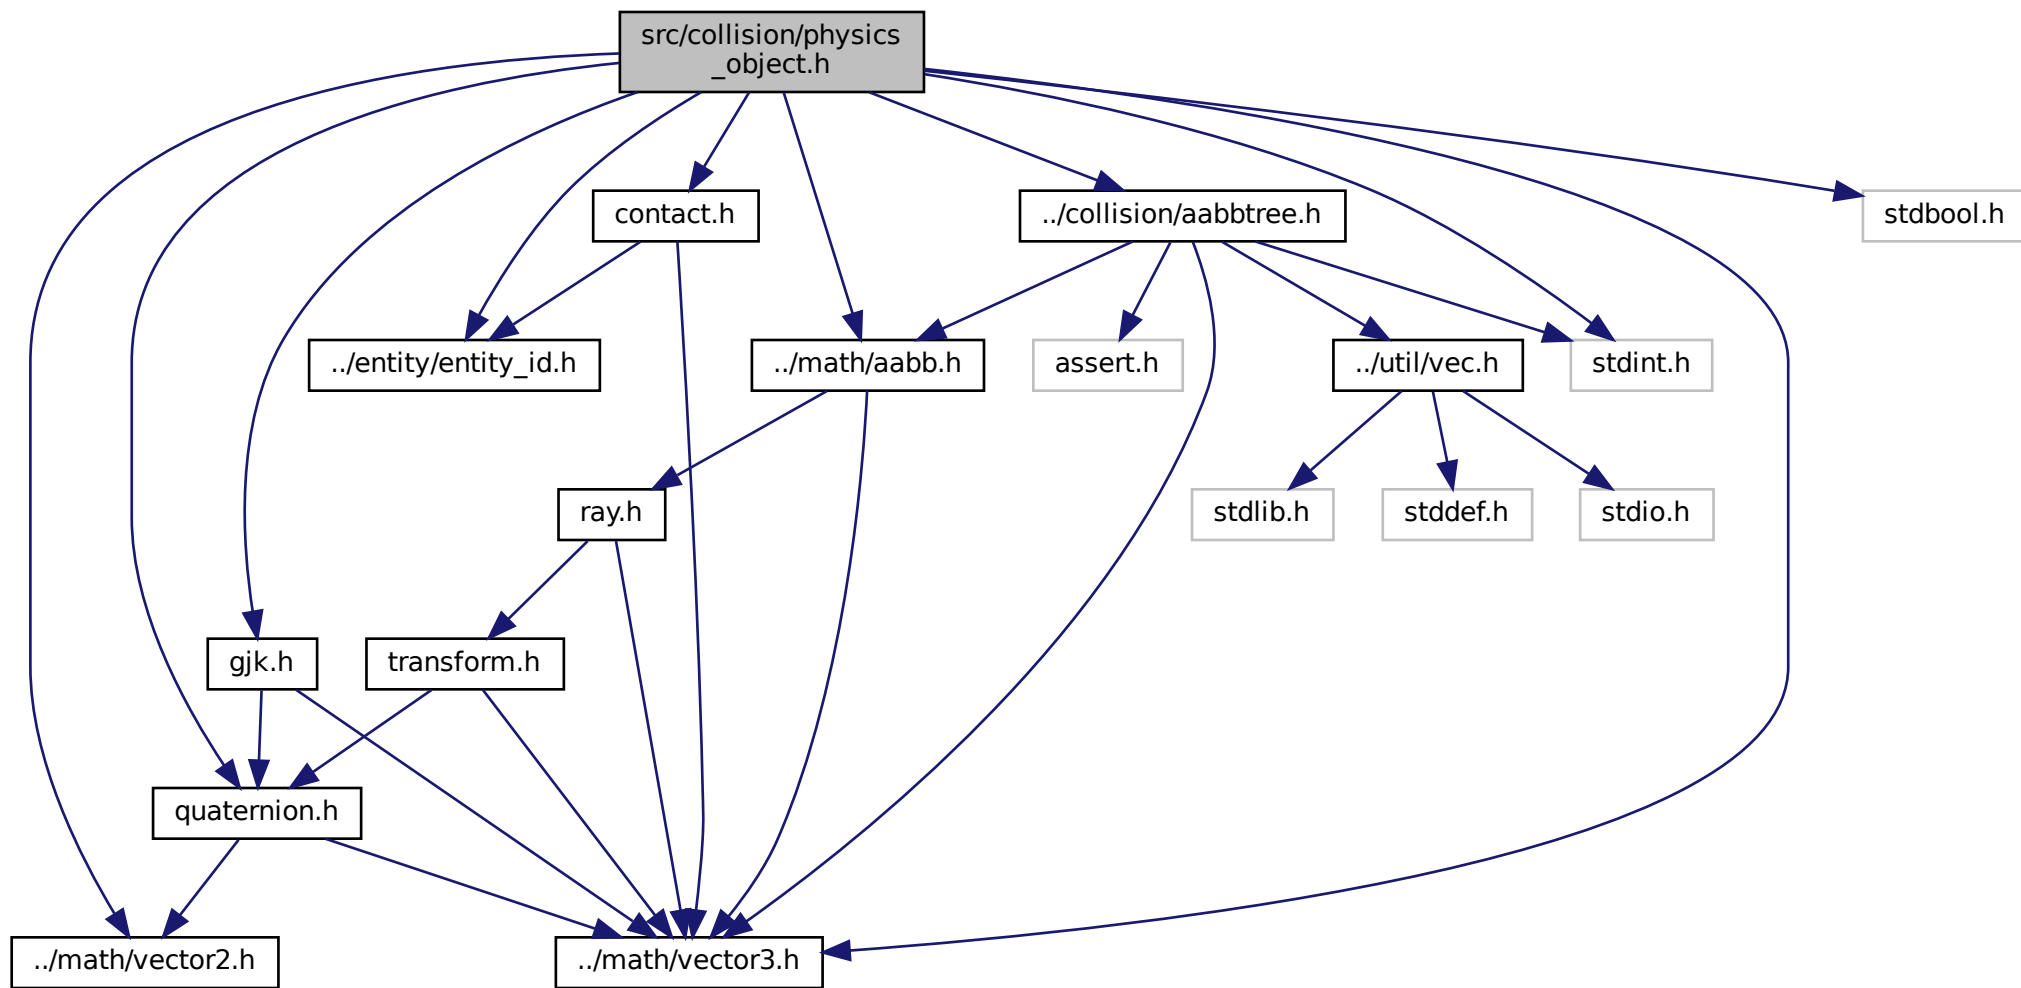 src/collision/physics
_object.h
contact.h
../collision/aabbtree.h
stdbool.h
../entity/entity_id.h
../math/aabb.h
assert.h
../util/vec.h
stdint.h
ray.h
stdlib.h
stddef.h
stdio.h
gjk.h
transform.h
quaternion.h
../math/vector2.h
../math/vector3.h